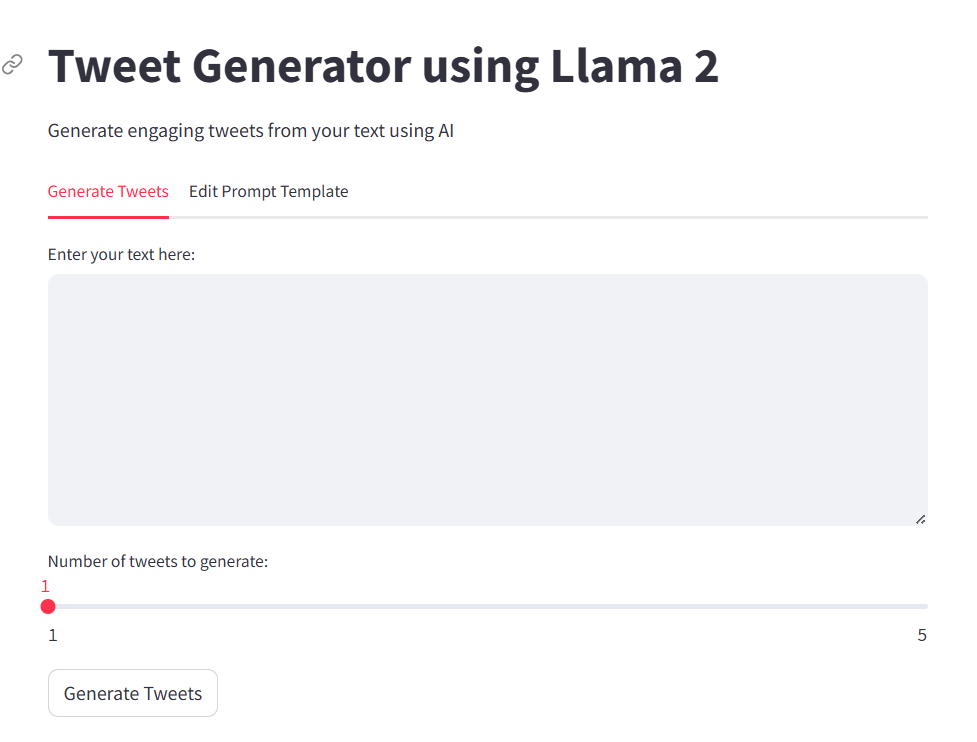 Tweet Generator using Llama 2
Generate engaging tweets from your text using AI
Generate Tweets Edit Prompt Template
Enter your text here:
Number of tweets to generate:
1
1 5
Generate Tweets